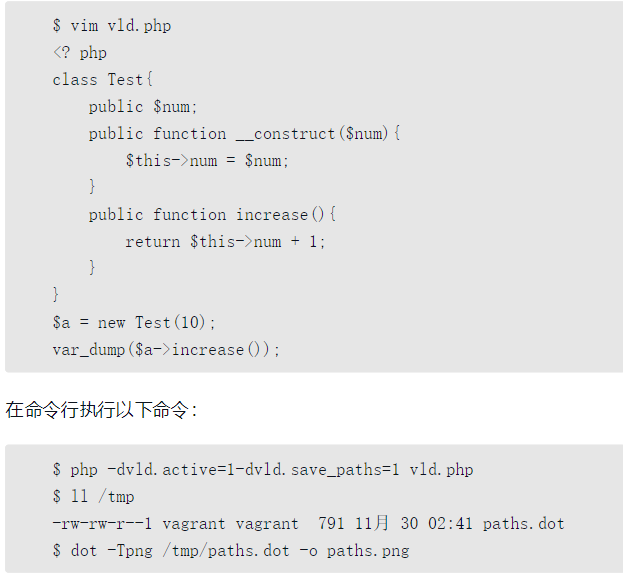 $ vim vld.php
<? php
class Test{
public $num;
public function __construct($num){
$this->num = $num;
}
public function increase(){
return $this->num + 1;
}
}
$a = new Test(10);
var_dump($a->increase());
在命令行执行以下命令：
$ php -dvld.active=1-dvld.save_paths=1 vld.php
$ ll /tmp
-rw-rw-r--1 vagrant vagrant  791 11月 30 02:41 paths.dot
$ dot -Tpng /tmp/paths.dot -o paths.png